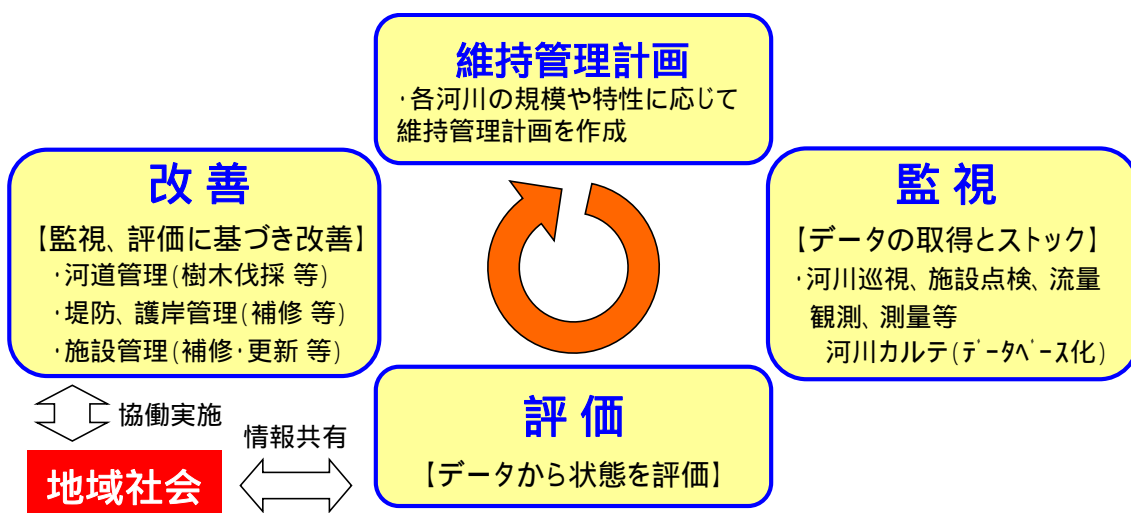 維持管理計画
・各河川の規模や特性に応じて
維持管理計画を作成
改 善
【監視、評価に基づき改善】
・河道管理(樹木伐採 等)
・堤防、護岸管理(補修 等)
・施設管理(補修・更新 等)
監 視
【データの取得とストック】
・河川巡視、施設点検、流量
観測、測量等
河川カルテ(ﾃﾞｰﾀﾍﾞｰｽ化)
評 価
【データから状態を評価】
協働実施
情報共有
地域社会